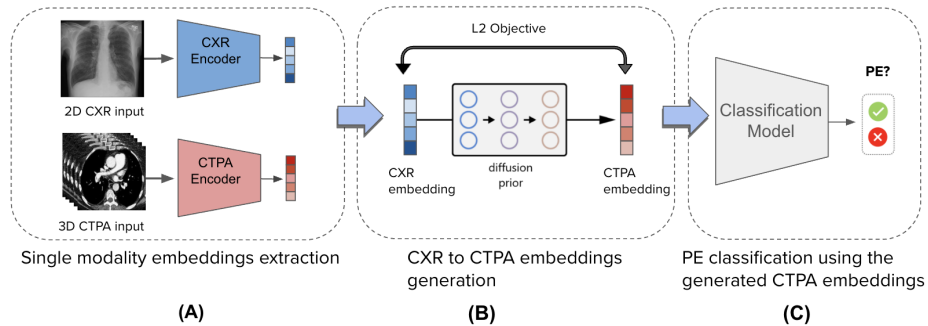 CXR
Encoder
2D CXR input
CTPA
Encoder
3D CTPA input
Single modality embeddings extraction
(A)
L2 Objective
CXR
embedding
diffusion
prior
CTPA
embedding
CXR to CTPA embeddings
generation
(B)
Classification
Model
PE?
PE classification using the
generated CTPA embeddings
(C)